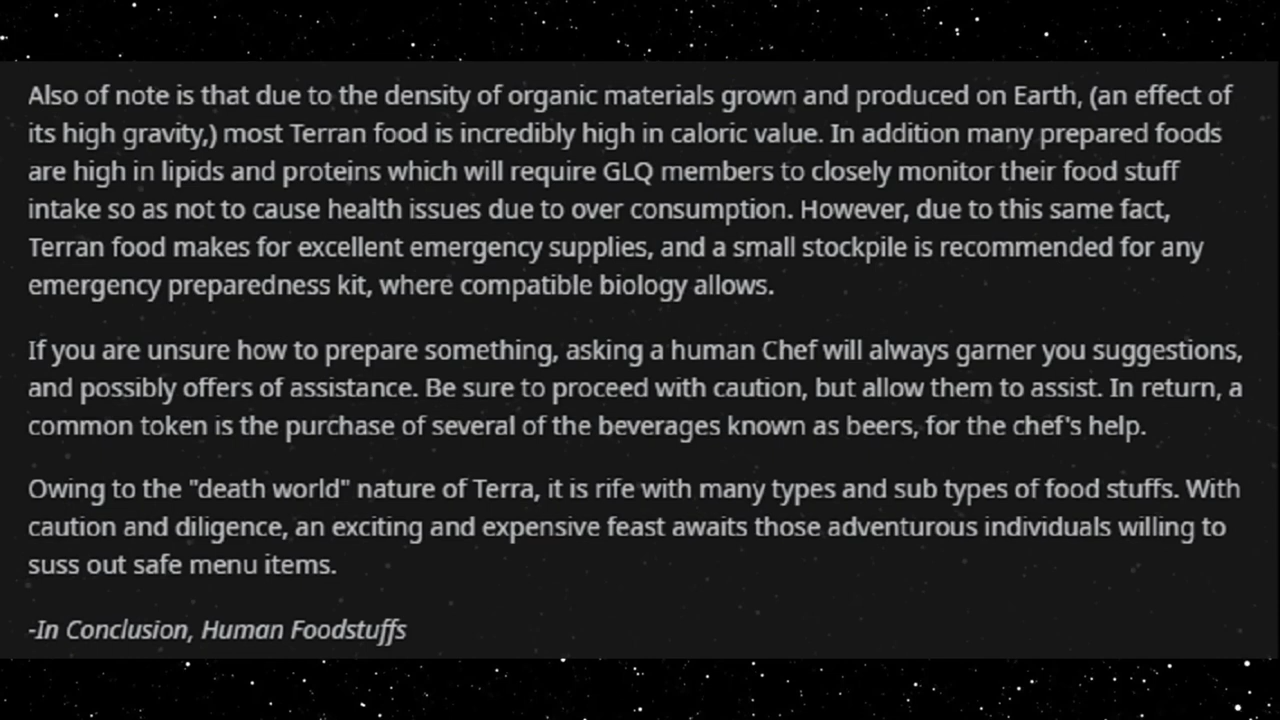 Also of note is that due to the density of organic materials grown and produced on Earth, (an effect of
its high gravity,) most Terran food is incredibly high in caloric value. In addition many prepared foods
are high in lipids and proteins which will require GLQ members to closely monitor their food stuff
intake so as not to cause health issues due to over consumption. However, due to this same fact,
Terran food makes for excellent emergency supplies, and a small stockpile is recommended for any
emergency preparedness kit, where compatible biology allows.
If you are unsure how to prepare something, asking a human Chef will always garner you suggestions,
and possibly offers of assistance. Be sure to proceed with caution, but allow them to assist. In return, a
common token is the purchase of several of the beverages known as beers, for the chef's help.
Owing to the "death world" nature of Terra, it is rife with many types and sub types of food stuffs. With
caution and diligence, an exciting and expensive feast awaits those adventurous individuals willing to
suss out safe menu items.
-In Conclusion, Human Foodstuffs